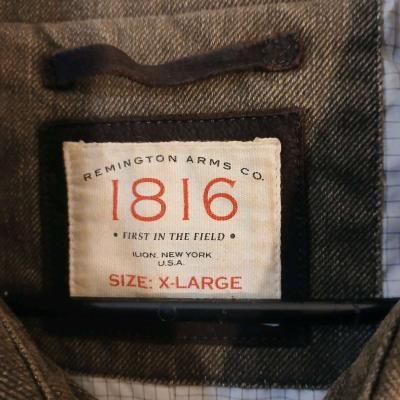 REMINGTON ARMS CO.
1816
• FIRST IN THE FIELD •
ILION, NEW YORK
U.S.A.
SIZE: X-LARGE